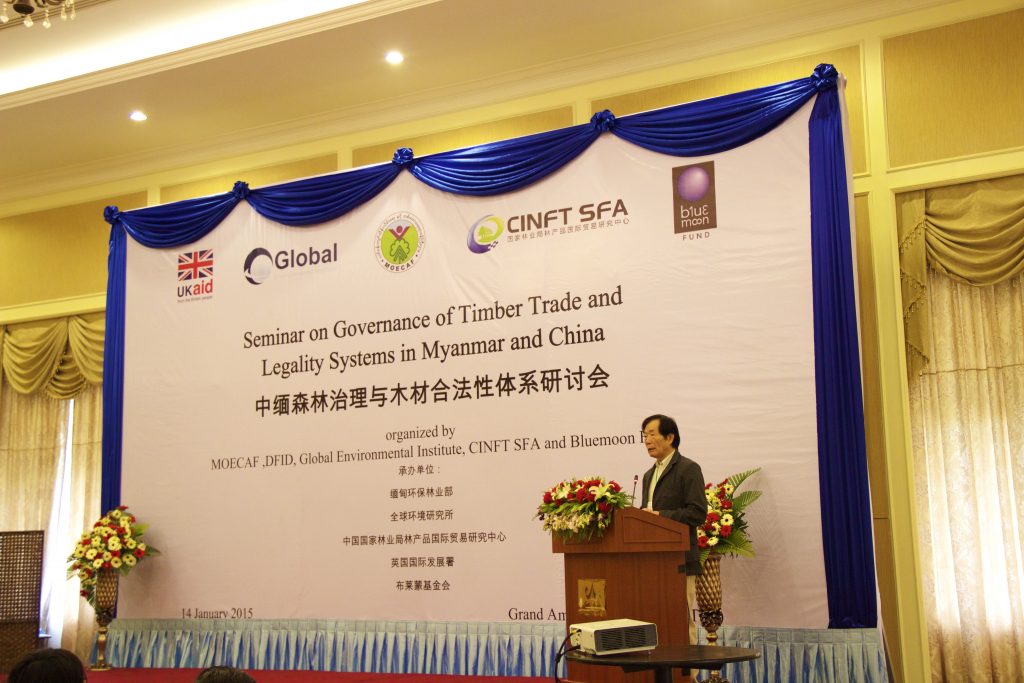 UKaid
from the British people
Global
MOECAF
CINFT SFA
国家林业局林产品国际贸易研究中心
bluE
moon
FUND
Seminar on Governance of Timber Trade and
Legality Systems in Myanmar and China
中缅森林治理与木材合法性体系研讨会
organized by
MOECAF ,DFID, Global Environmental Institute, CINFT SFA and Bluemoon
承办单位：
缅甸环保林业部
全球环境研究所
中国国家林业局林产品国际贸易研究中心
英国国际发展署
布莱蒙基金会
14 January 2015
Grand